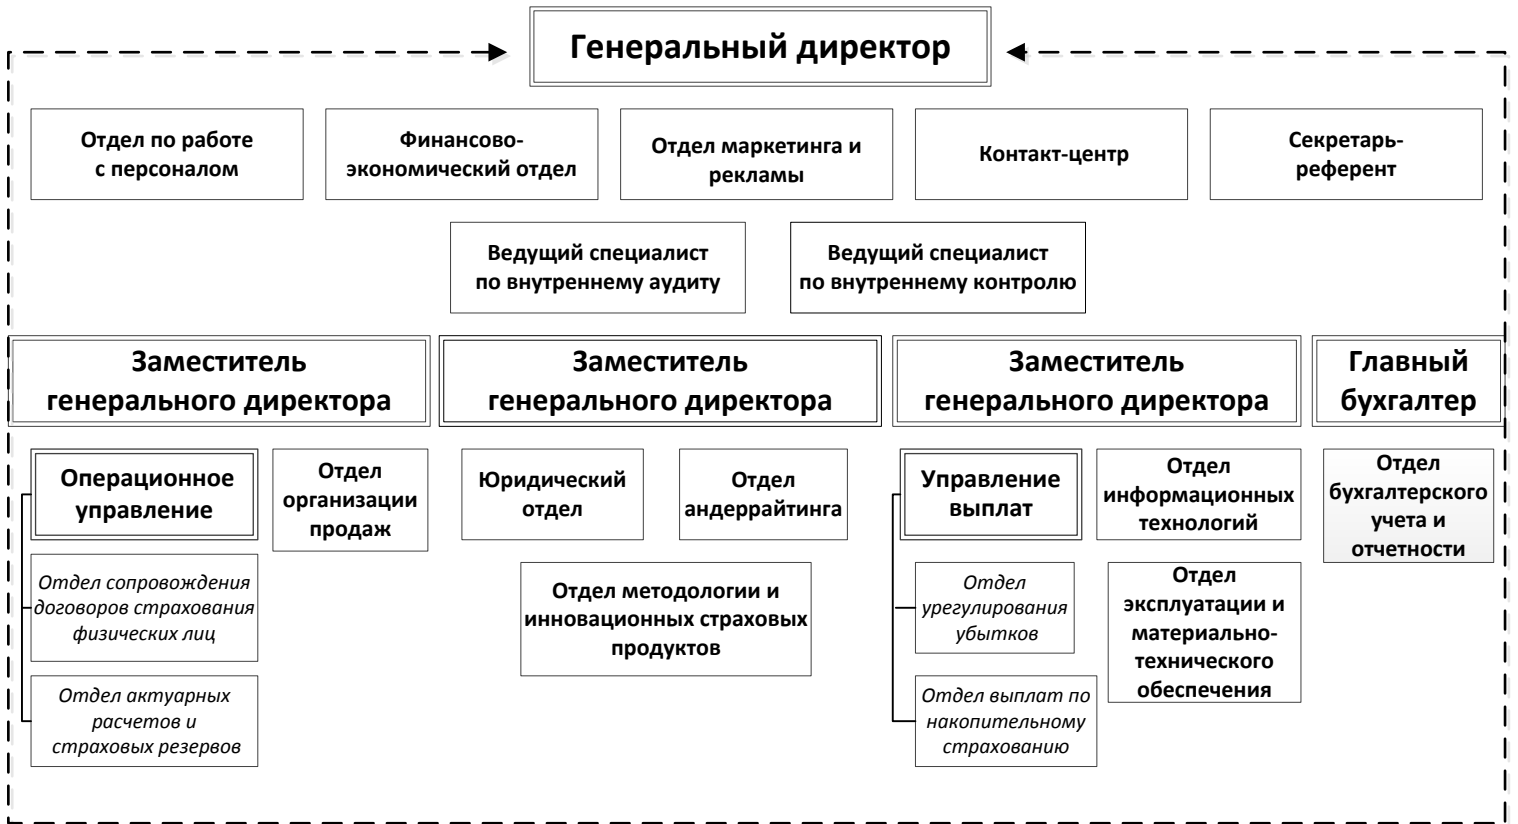 Генеральный директор
Отдел по работе
с персоналом
Финансово-
экономический отдел
Отдел маркетинга и
рекламы
Контакт-центр
Секретарь-
референт
Ведущий специалист
по внутреннему аудиту
Ведущий специалист
по внутреннему контролю
Заместитель
генерального директора
Заместитель
генерального директора
Заместитель
генерального директора
Главный
бухгалтер
Операционное
управление
Отдел
организации
продаж
Отдел сопровождения
договоров страхования
физических лиц
Отдел актуарных
расчетов и
страховых резервов
Юридический
отдел
Отдел
андеррайтинга
Отдел методологии и
инновационных страховых
продуктов
Управление
выплат
Отдел
информационных
технологий
Отдел
урегулирования
убытков
Отдел
эксплуатации и
материально-
технического
обеспечения
Отдел выплат по
накопительному
страхованию
Отдел
бухгалтерского
учета и
отчетности